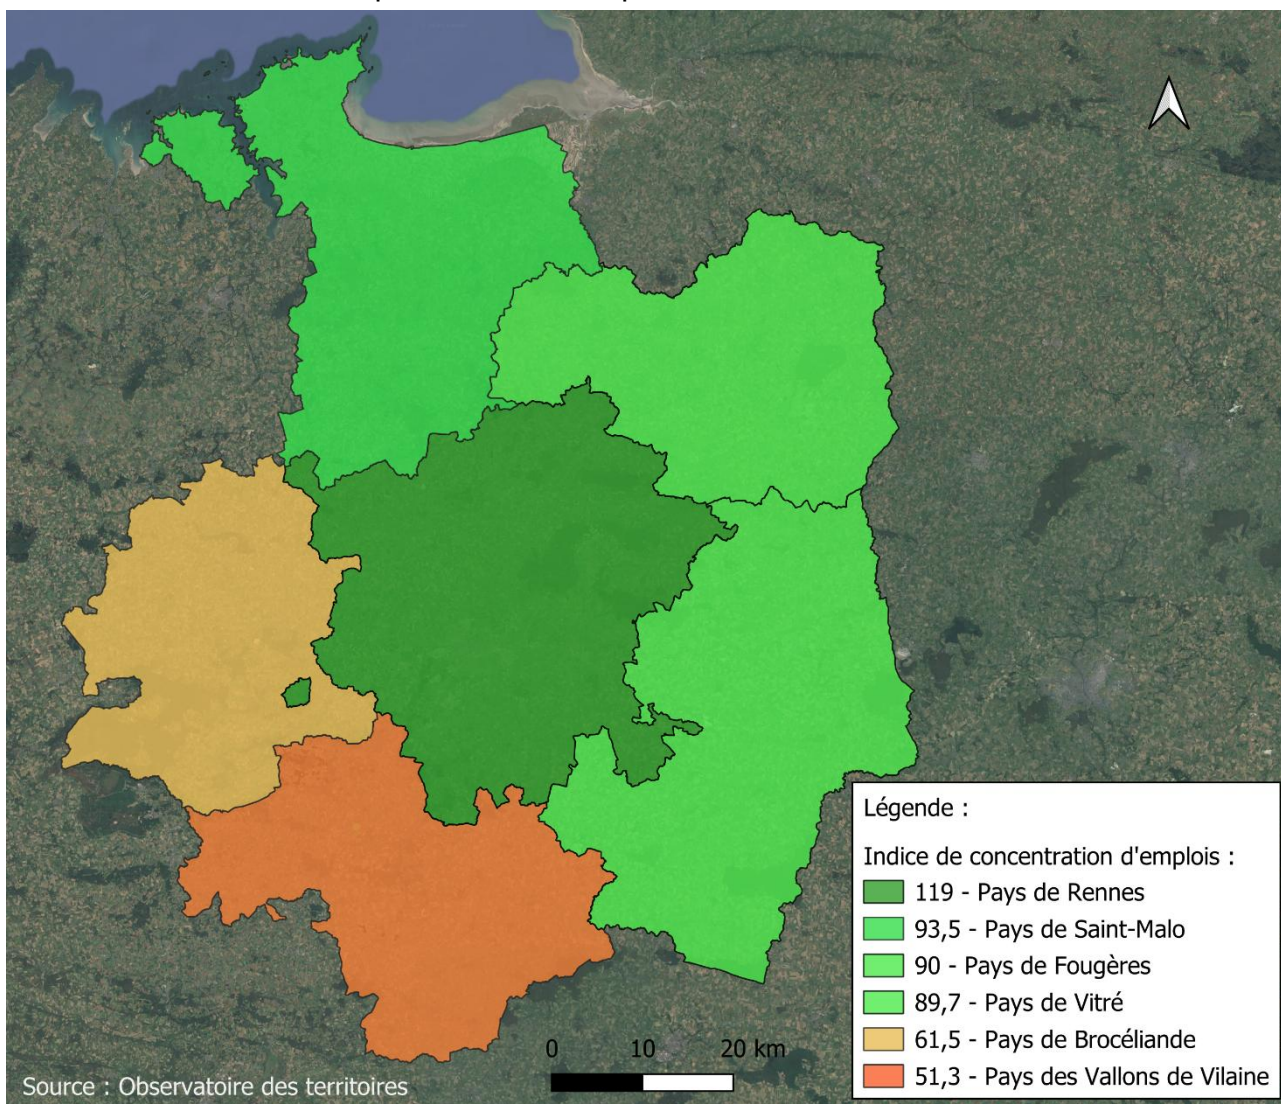 Légende :
Indice de concentration d'emplois :
119 - Pays de Rennes
93,5 - Pays de Saint-Malo
90 - Pays de Fougères
89,7 - Pays de Vitré
61,5 - Pays de Brocéliande
51,3 - Pays des Vallons de Vilaine
0 10 20 km
Source : Observatoire des territoires